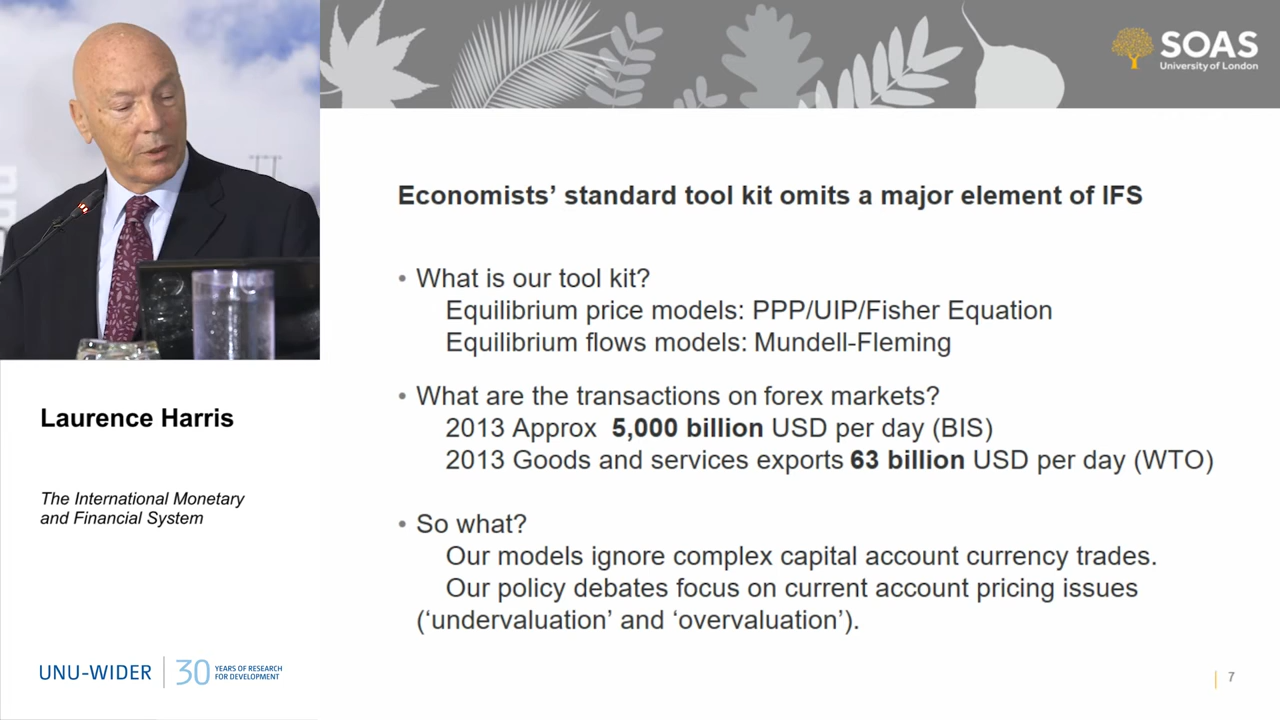 SOAS
University of London
Economists’ standard tool kit omits a major element of IFS
• What is our tool kit?
Equilibrium price models: PPP/UIP/Fisher Equation
Equilibrium flows models: Mundell-Fleming
• What are the transactions on forex markets?
2013 Approx 5,000 billion USD per day (BIS)
2013 Goods and services exports 63 billion USD per day (WTO)
• So what?
Our models ignore complex capital account currency trades.
Our policy debates focus on current account pricing issues
(‘undervaluation’ and ‘overvaluation’).
7
Laurence Harris
The International Monetary
and Financial System
UNU-WIDER
30 YEARS OF RESEARCH
FOR DEVELOPMENT